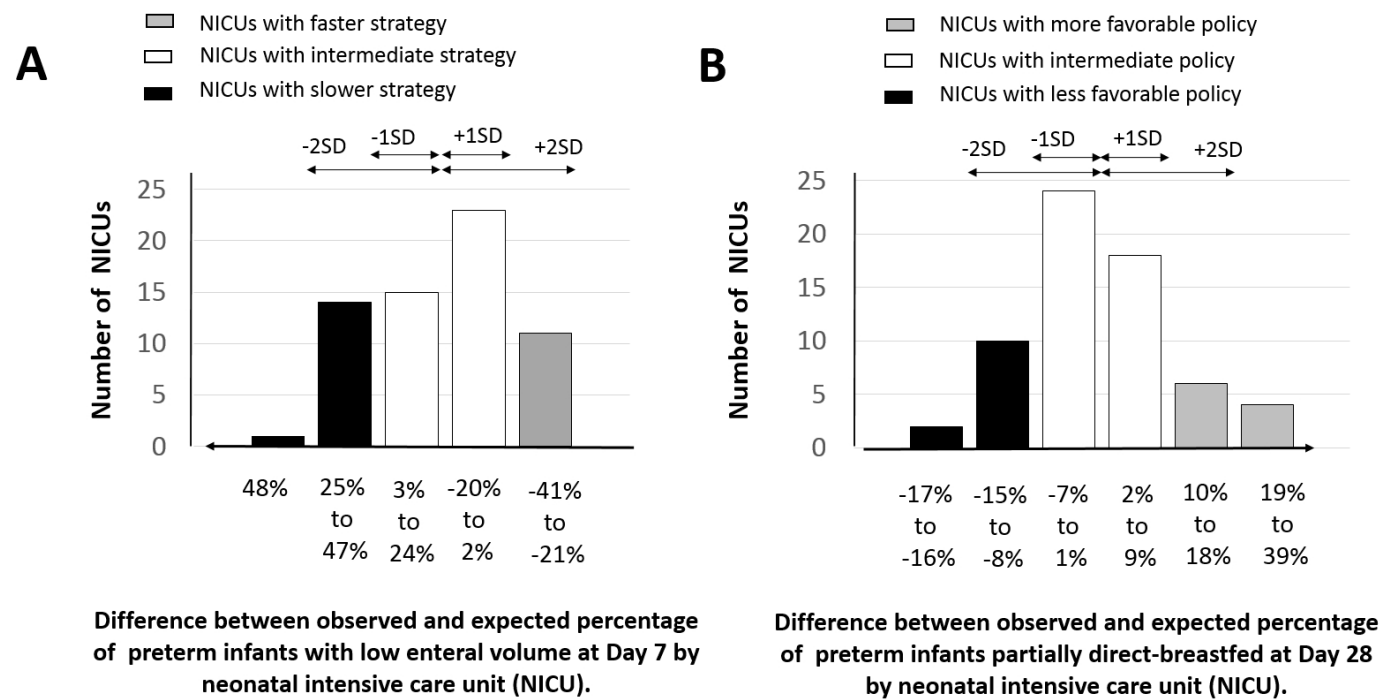 A
NICUs with faster strategy
NICUs with intermediate strategy
NICUs with slower strategy
-2SD
-1SD
+1SD
+2SD
Number of NICUs
25
20
15
10
5
0
48%
25%
to
47%
3%
to
24%
-20%
to
2%
-41%
to
-21%
Difference between observed and expected percentage
of preterm infants with low enteral volume at Day 7 by
neonatal intensive care unit (NICU).
B
NICUs with more favorable policy
NICUs with intermediate policy
NICUs with less favorable policy
-2SD
-1SD
+1SD
+2SD
Number of NICUs
25
20
15
10
5
0
-17%
to
-16%
-15%
to
-8%
-7%
to
1%
2%
to
9%
10%
to
18%
19%
to
39%
Difference between observed and expected percentage
of preterm infants partially direct-breastfed at Day 28
by neonatal intensive care unit (NICU).